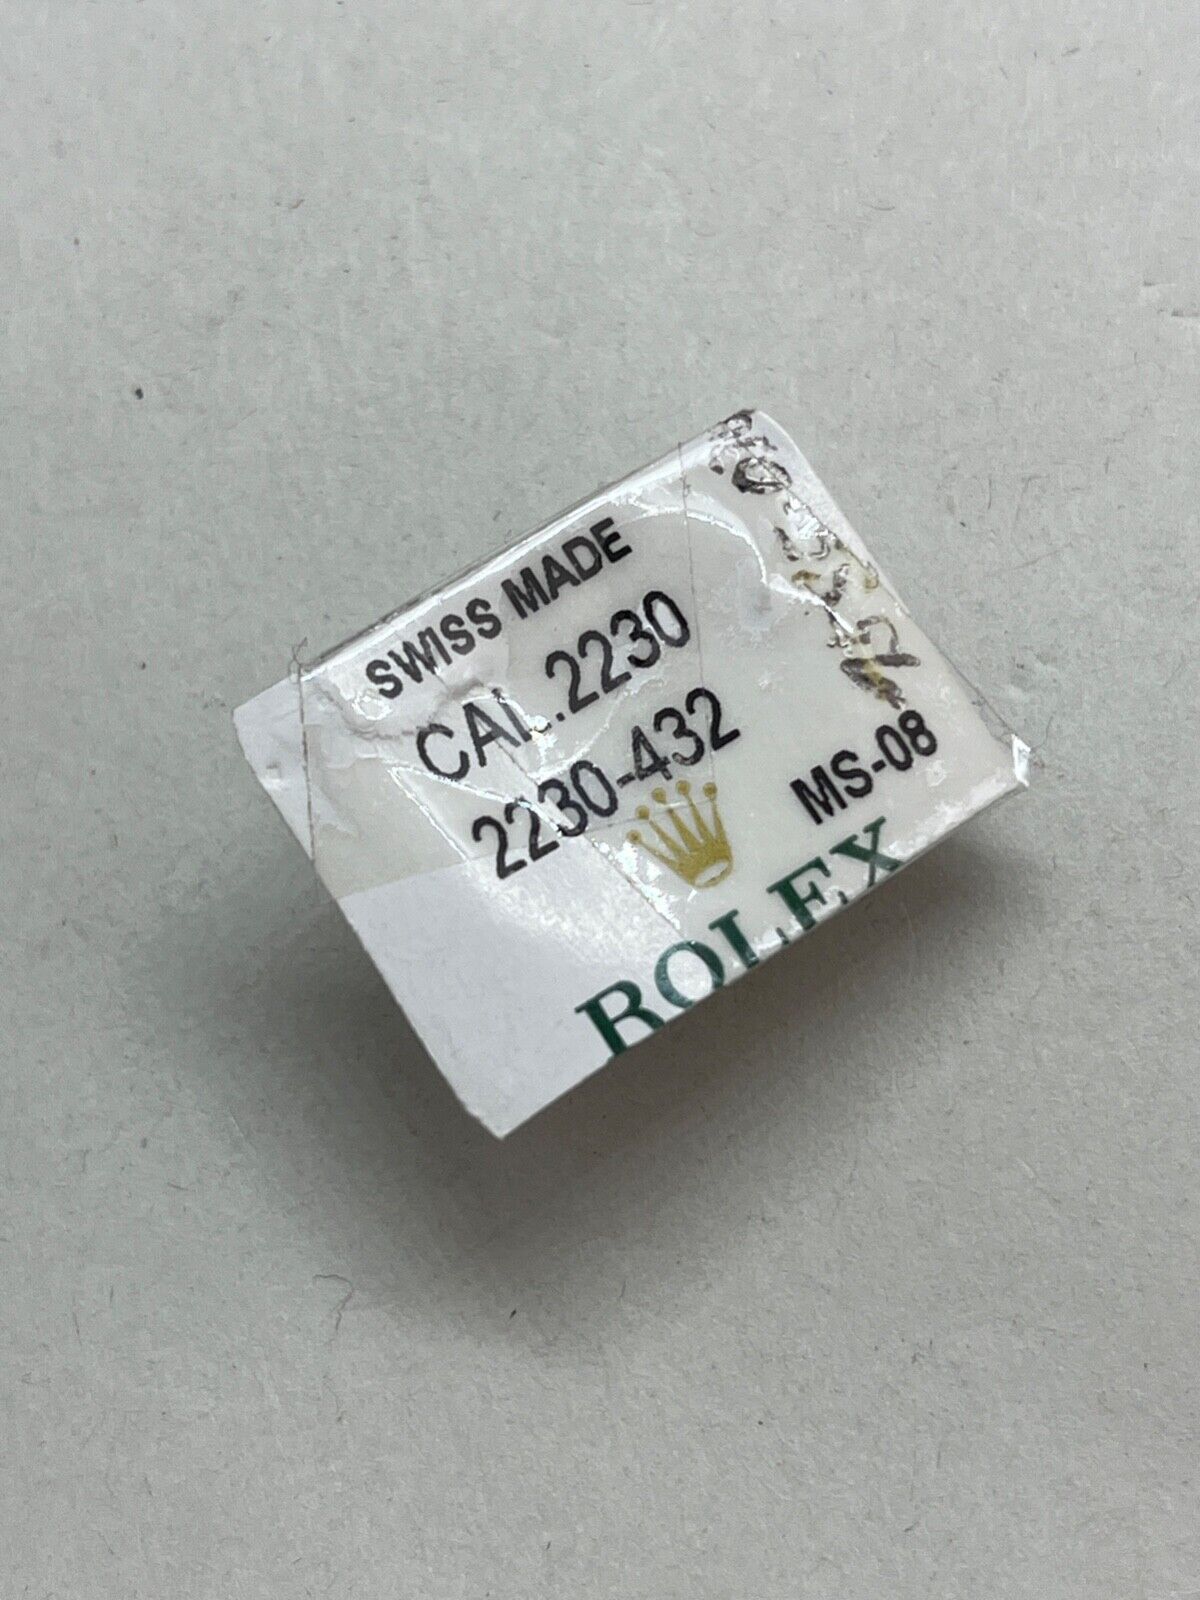 SWISS MADE
CAL.2230
2230-432
MS-08
ROLEX